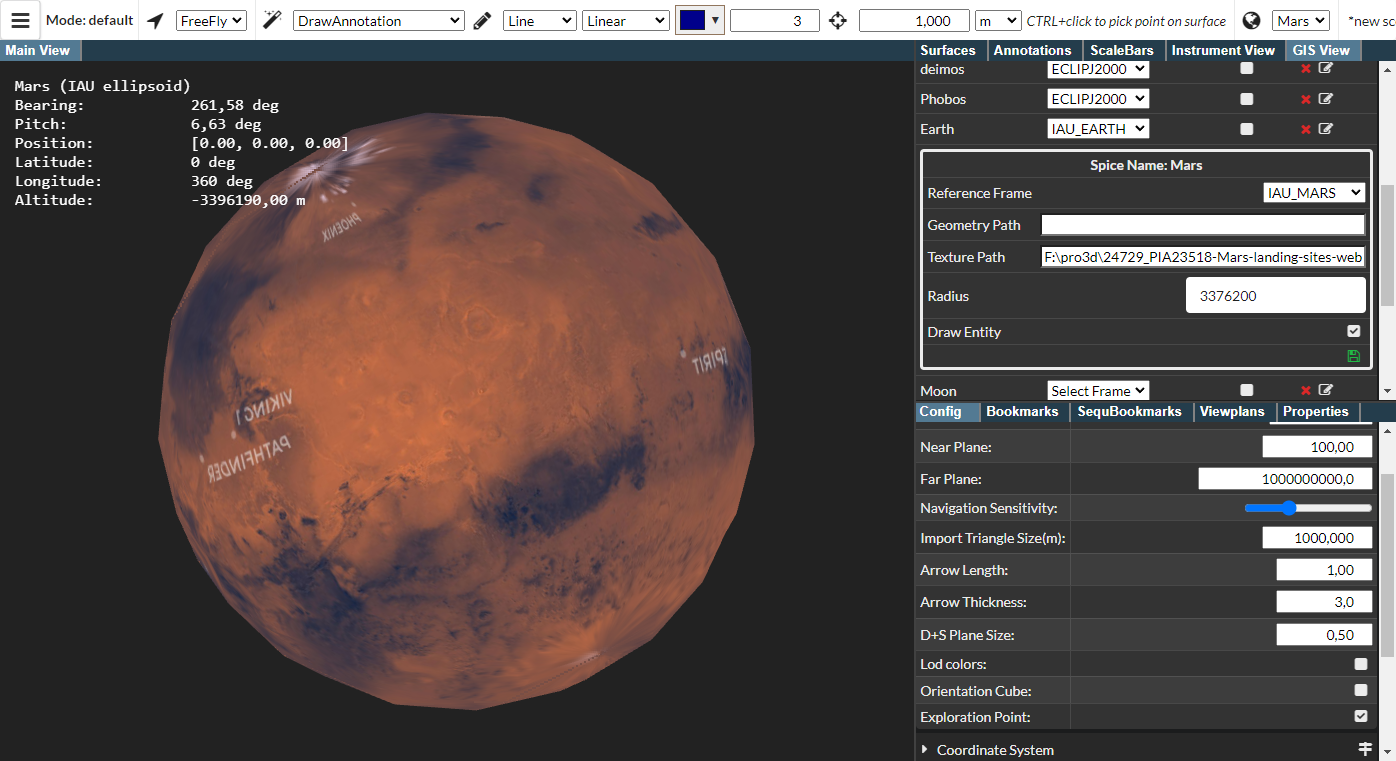 Mode: default FreeFly DrawAnnotation Line Linear 3 1,000 m CTRL+click to pick point on surface Mars *new sc
Main View
Mars (IAU ellipsoid)
Bearing: 261,58 deg
Pitch: 6,63 deg
Position: [0.00, 0.00, 0.00]
Latitude: 0 deg
Longitude: 360 deg
Altitude: -3396190,00 m
PHOENIX
SPIRIT
VIKING 1
PATHFINDER
Surfaces Annotations ScaleBars Instrument View GIS View
deimos ECLIPJ2000
Phobos ECLIPJ2000
Earth IAU_EARTH
Spice Name: Mars
Reference Frame IAU_MARS
Geometry Path
Texture Path F:\pro3d\24729_PIA23518-Mars-landing-sites-web
Radius 3376200
Draw Entity
Moon Select Frame
Config Bookmarks SequBookmarks Viewplans Properties
Near Plane: 100,00
Far Plane: 1000000000,0
Navigation Sensitivity:
Import Triangle Size(m): 1000,000
Arrow Length: 1,00
Arrow Thickness: 3,0
D+S Plane Size: 0,50
Lod colors:
Orientation Cube:
Exploration Point:
Coordinate System